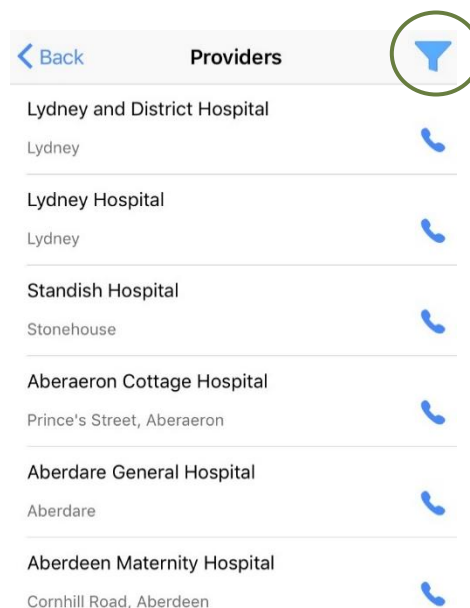 Back Providers
Lydney and District Hospital
Lydney
Lydney Hospital
Lydney
Standish Hospital
Stonehouse
Aberaeron Cottage Hospital
Prince's Street, Aberaeron
Aberdare General Hospital
Aberdare
Aberdeen Maternity Hospital
Cornhill Road, Aberdeen